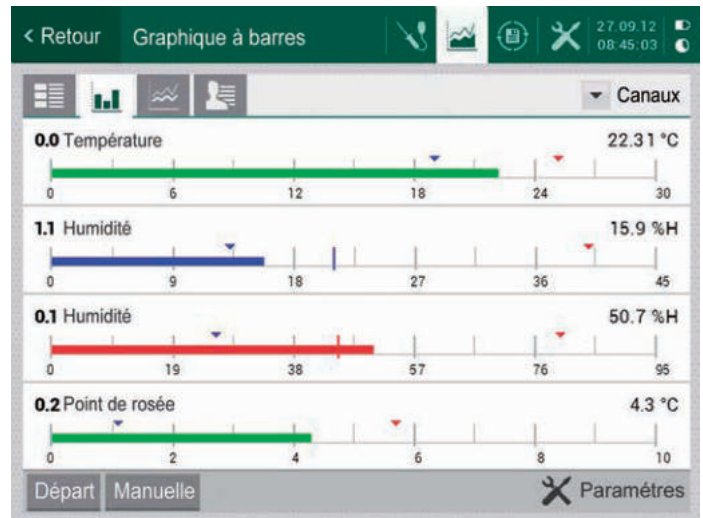 < Retour Graphique à barres 27.09.12
08:45:03
Canaux
0.0 Température 22.31 °C
0 6 12 18 24 30
1.1 Humidité 15.9 %H
0 9 18 27 36 45
0.1 Humidité 50.7 %H
0 19 38 57 76 95
0.2 Point de rosée 4.3 °C
0 2 4 6 8 10
Départ Manuelle Paramétres